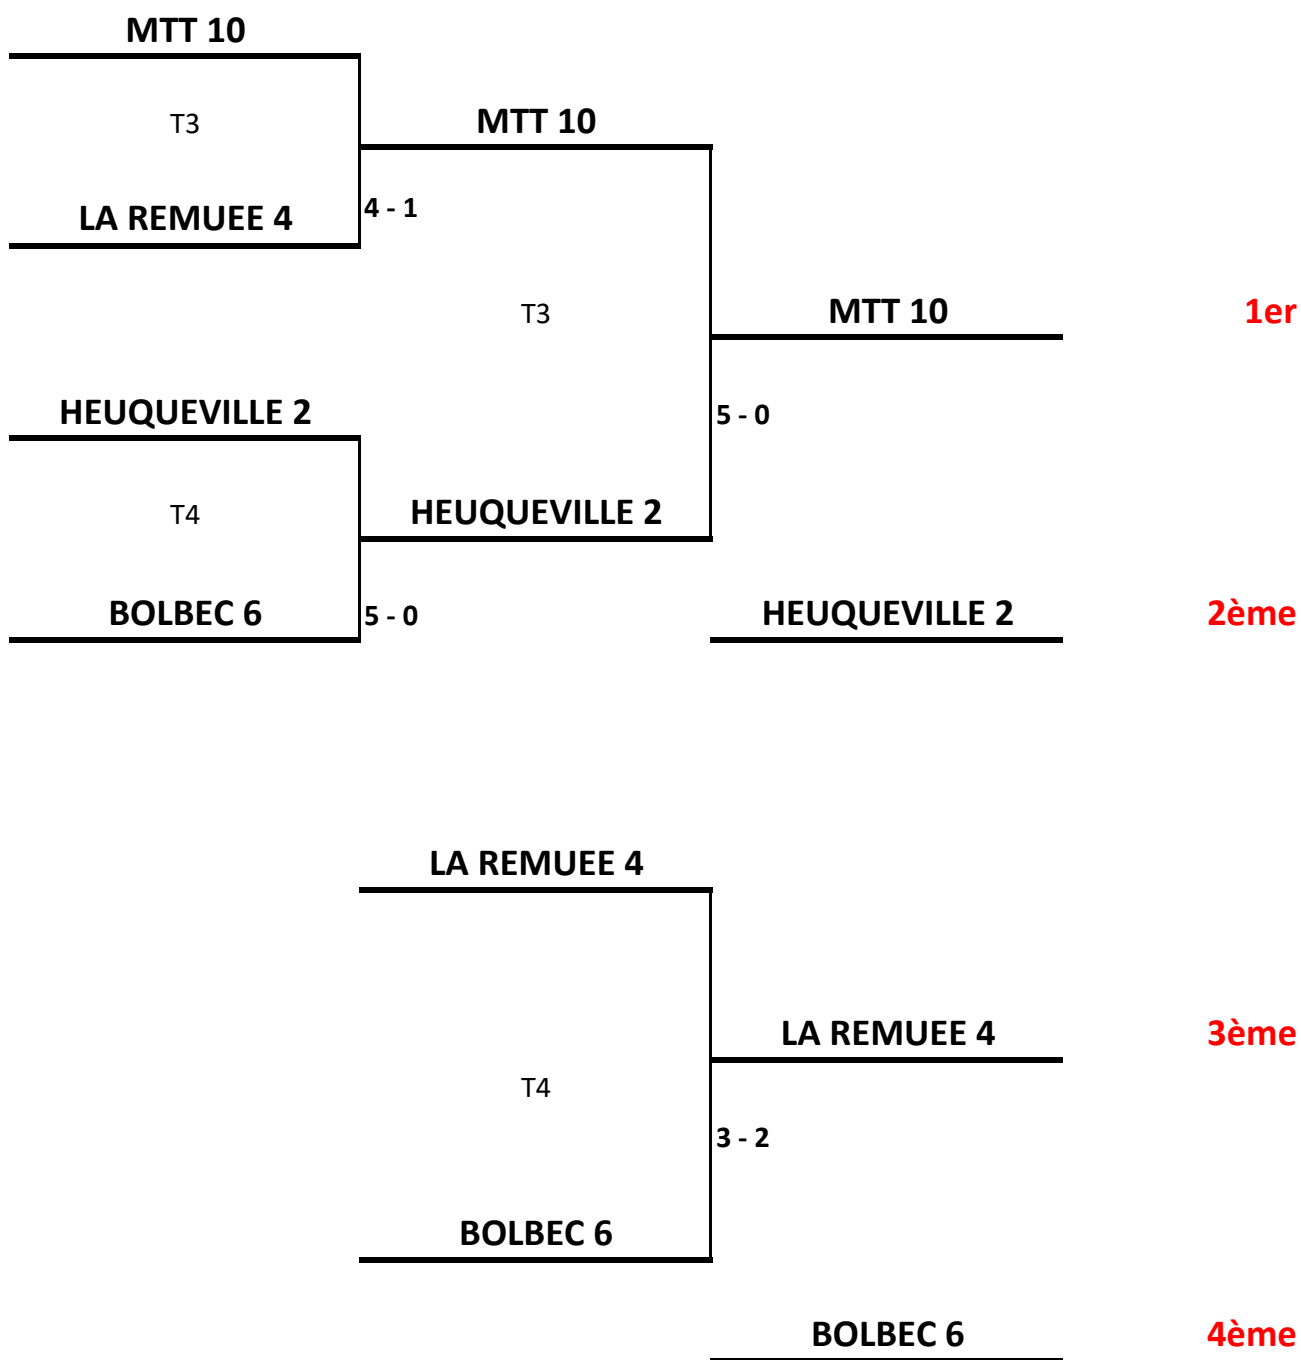 MTT 10
T3
MTT 10
LA REMUEE 4
4 - 1
T3
MTT 10
1er
HEUQUEVILLE 2
5 - 0
T4
HEUQUEVILLE 2
BOLBEC 6
5 - 0
HEUQUEVILLE 2
2ème
LA REMUEE 4
LA REMUEE 4
3ème
T4
3 - 2
BOLBEC 6
BOLBEC 6
4ème